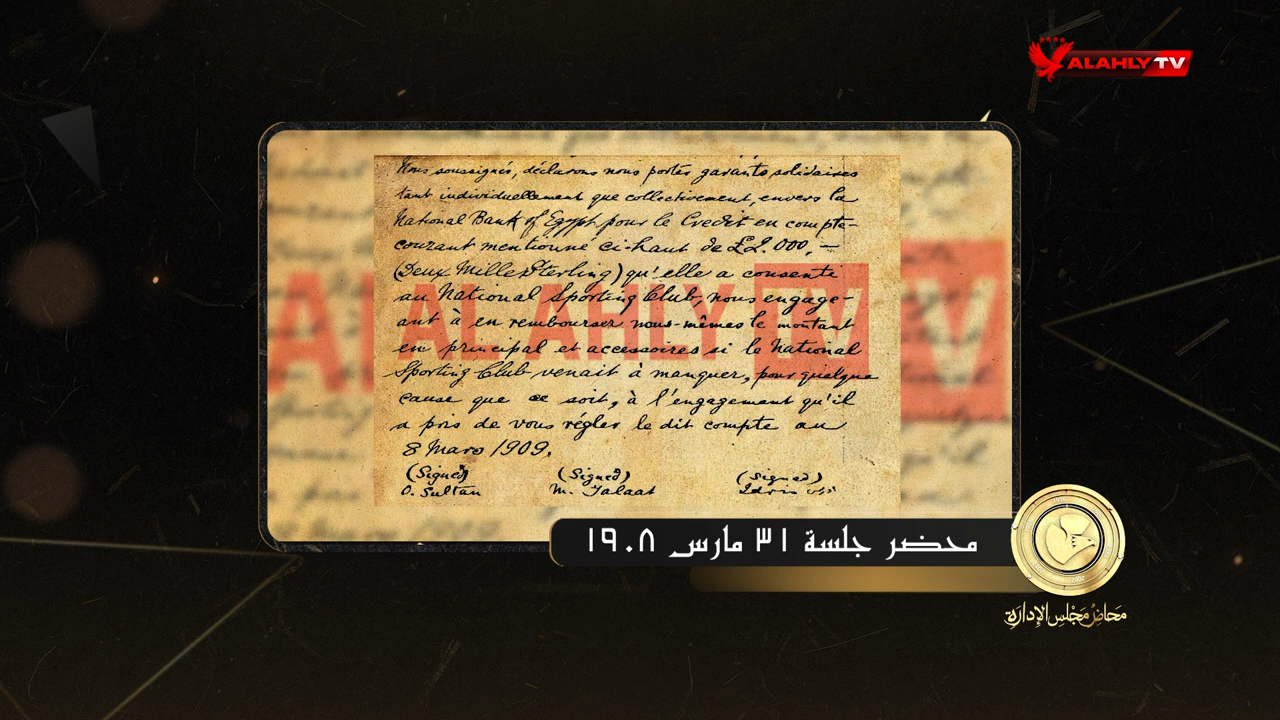 ALAHLY TV
Nous soussignés, déclarons nous porter garants solidaires
tant individuellement que collectivement, envers la
National Bank of Egypt pour le Credit en compte-
courant mentionné ci-haut de £2.000, —
(Deux Mille Sterling) qu'elle a consenti
au National Sporting Club, nous engage-
ant à en rembourser nous-mêmes le montant
en principal et accessoires si le National
Sporting Club venait à manquer, pour quelque
cause que ce soit, à l'engagement qu'il
a pris de vous régler le dit compte au
8 Mars 1909.
(Signed) (Signed) (Signed)
O. Sultan M. Talaat Idris
ALAHLY TV
محضر جلسة ٣١ مارس ١٩٠٨
محاضر مجلس الإدارة